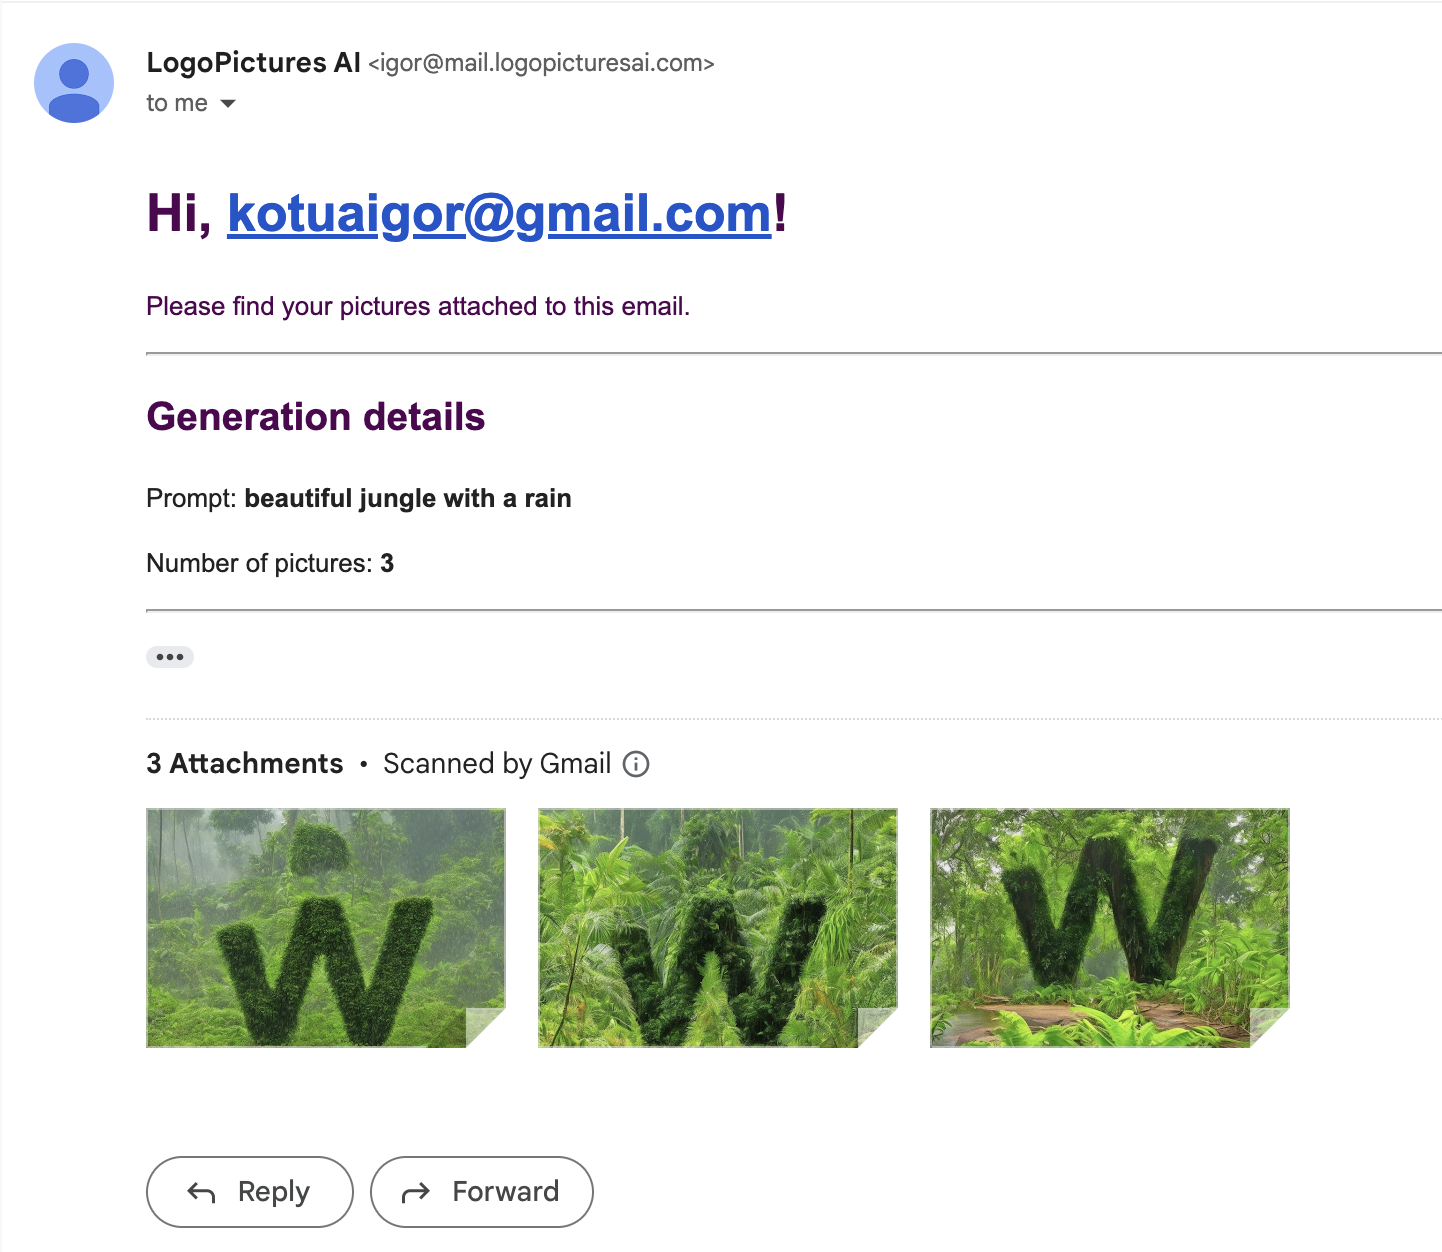 LogoPictures AI <igor@mail.logopicturesai.com>
to me
Hi, kotuaigor@gmail.com!
Please find your pictures attached to this email.
Generation details
Prompt: beautiful jungle with a rain
Number of pictures: 3
3 Attachments • Scanned by Gmail
W
W
W
Reply
Forward